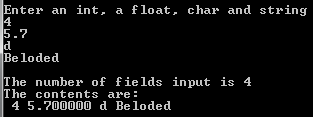 Enter an int, a float, char and string
4
5.7
d
Beloded
The number of fields input is 4
The contents are:
4 5.700000 d Beloded